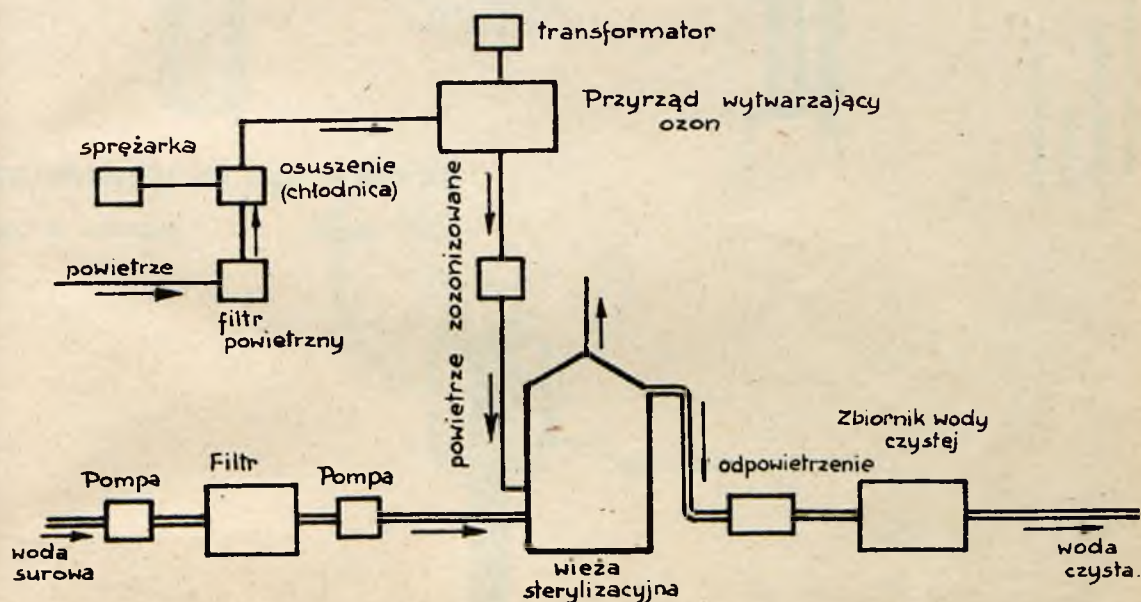 transformator
Przyrząd wytwarzający
ozon
sprężarka
osuszenie
(chłodnica)
powietrze
filtr
powietrzny
powietrze zozonizowane
Zbiornik wody
czystej
odpowietrzenie
Pompa
Filtr
Pompa
woda
surowa
wieża
sterylizacyjna
woda
czysta.